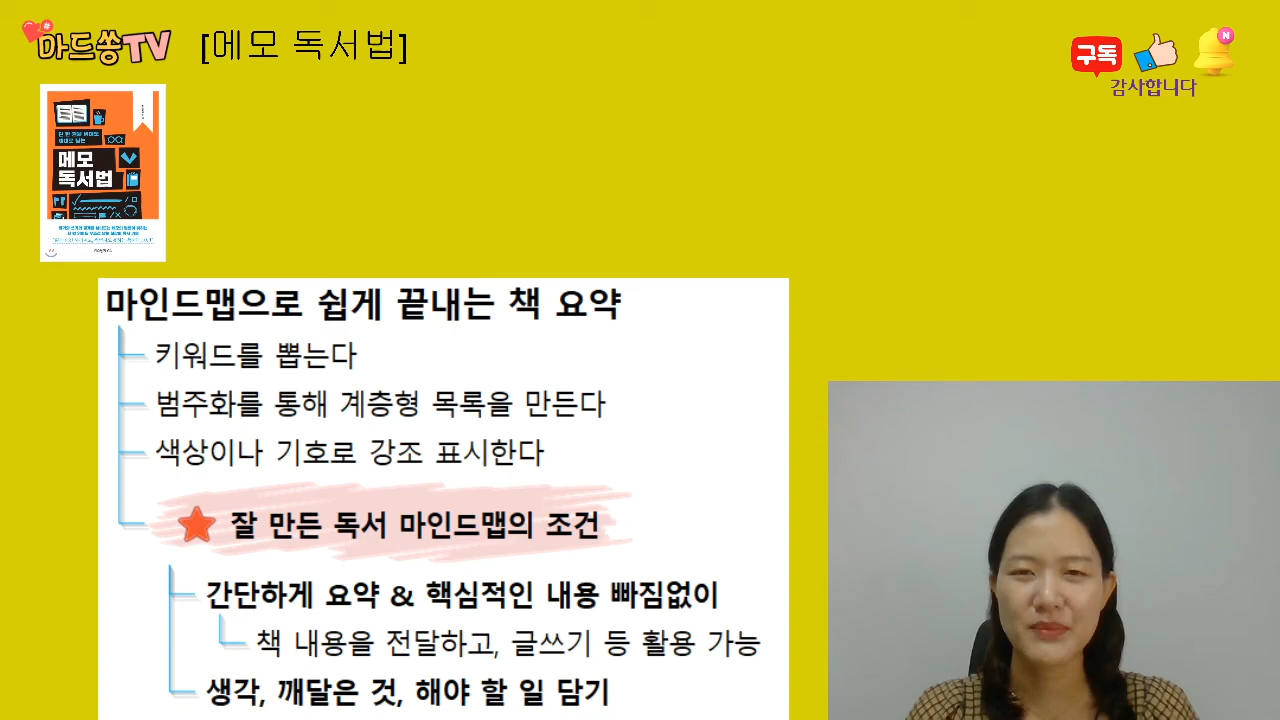 마드쏭TV [메모 독서법]
구독
N
감사합니다
메모
독서법
마인드맵으로 쉽게 끝내는 책 요약
키워드를 뽑는다
범주화를 통해 계층형 목록을 만든다
색상이나 기호로 강조 표시한다
잘 만든 독서 마인드맵의 조건
간단하게 요약 & 핵심적인 내용 빠짐없이
책 내용을 전달하고, 글쓰기 등 활용 가능
생각, 깨달은 것, 해야 할 일 담기